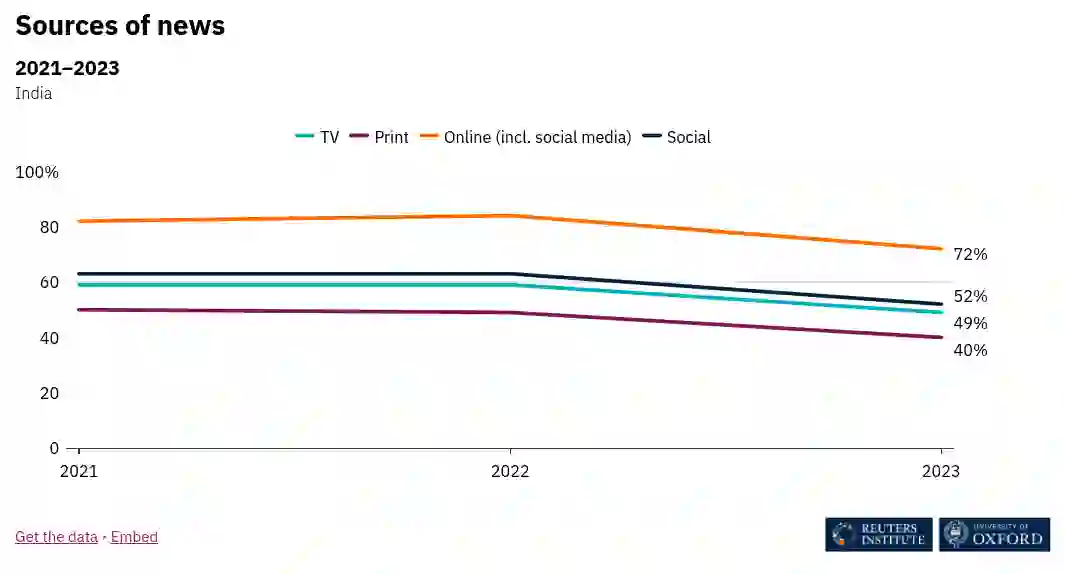 Sources of news
2021–2023
India
TV Print Online (incl. social media) Social
100%
80
60
40
20
0
72%
52%
49%
40%
2021 2022 2023
Get the data · Embed
REUTERS
INSTITUTE
UNIVERSITY OF
OXFORD